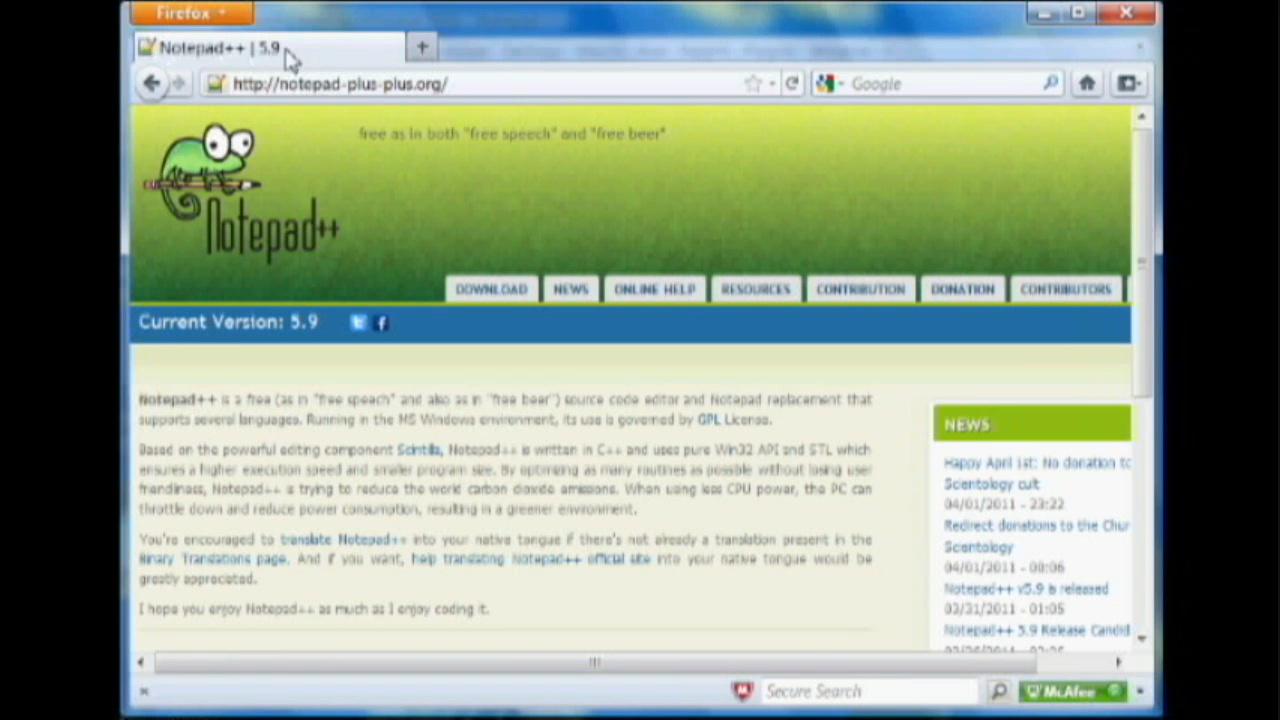 Firefox
Notepad++ | 5.9
http://notepad-plus-plus.org/
Google
free as in both "free speech" and "free beer"
Notepad++
DOWNLOAD NEWS ONLINE HELP RESOURCES CONTRIBUTION DONATION CONTRIBUTORS
Current Version: 5.9
Notepad++ is a free (as in "free speech" and also as in "free beer") source code editor and Notepad replacement that
supports several languages. Running in the MS Windows environment, its use is governed by GPL License.
Based on the powerful editing component Scintilla, Notepad++ is written in C++ and uses pure Win32 API and STL which
ensures a higher execution speed and smaller program size. By optimizing as many routines as possible without losing user
friendliness, Notepad++ is trying to reduce the world carbon dioxide emissions. When using less CPU power, the PC can
throttle down and reduce power consumption, resulting in a greener environment.
You're encouraged to translate Notepad++ into your native tongue if there's not already a translation present in the
Binary Translations page. And if you want, help translating Notepad++ official site into your native tongue would be
greatly appreciated.
I hope you enjoy Notepad++ as much as I enjoy coding it.
NEWS
Happy April 1st: No donation to
Scientology cult
04/01/2011 - 23:22
Redirect donations to the Chur
Scientology
04/01/2011 - 00:06
Notepad++ v5.9 is released
03/31/2011 - 01:05
Notepad++ 5.9 Release Candid
Secure Search
McAfee